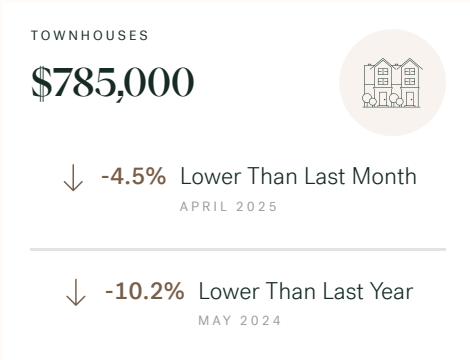 TOWNHOUSES
$785,000
-4.5% Lower Than Last Month
APRIL 2025
-10.2% Lower Than Last Year
MAY 2024